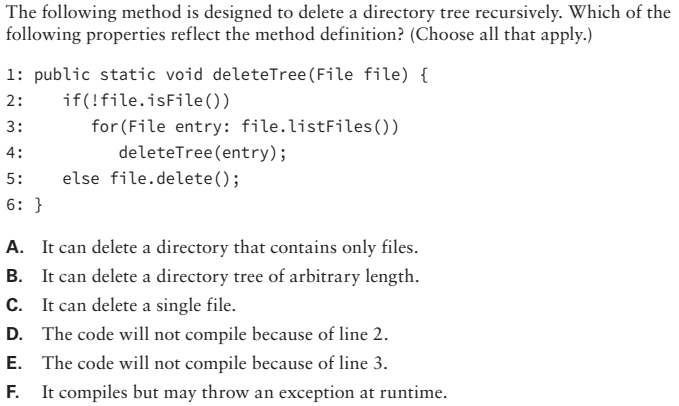 The following method is designed to delete a directory tree recursively. Which of the
following properties reflect the method definition? (Choose all that apply.)
1: public static void deleteTree(File file) {
2:    if(!file.isFile())
3:       for(File entry: file.listFiles())
4:          deleteTree(entry);
5:    else file.delete();
6: }
A. It can delete a directory that contains only files.
B. It can delete a directory tree of arbitrary length.
C. It can delete a single file.
D. The code will not compile because of line 2.
E. The code will not compile because of line 3.
F. It compiles but may throw an exception at runtime.